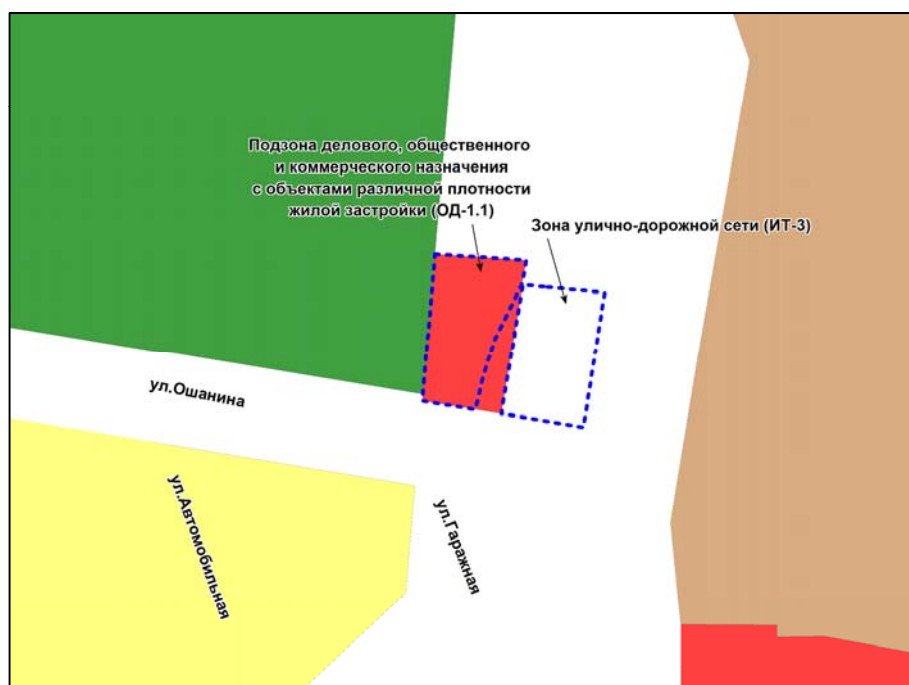 Подзона делового, общественного
и коммерческого назначения
с объектами различной плотности
жилой застройки (ОД-1.1)
Зона улично-дорожной сети (ИТ-3)
ул.Ошанина
ул.Автомобильная
ул.Гаражная